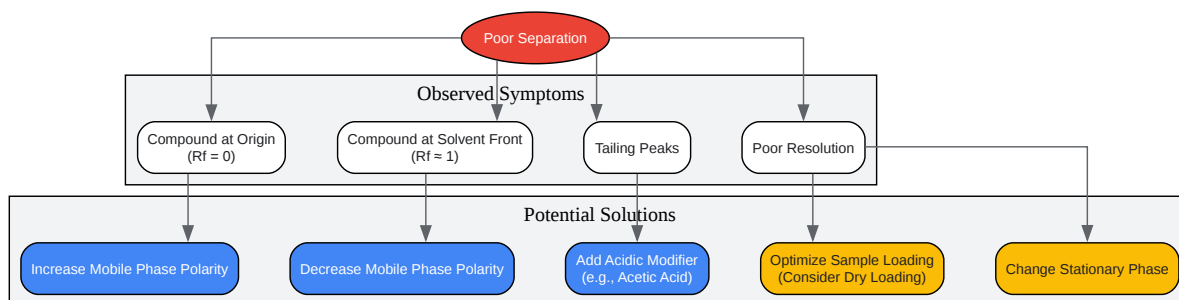 Poor Separation
Observed Symptoms
Compound at Origin
(Rf = 0)
Compound at Solvent Front
(Rf ≈ 1)
Tailing Peaks
Poor Resolution
Potential Solutions
Increase Mobile Phase Polarity
Decrease Mobile Phase Polarity
Add Acidic Modifier
(e.g., Acetic Acid)
Optimize Sample Loading
(Consider Dry Loading)
Change Stationary Phase